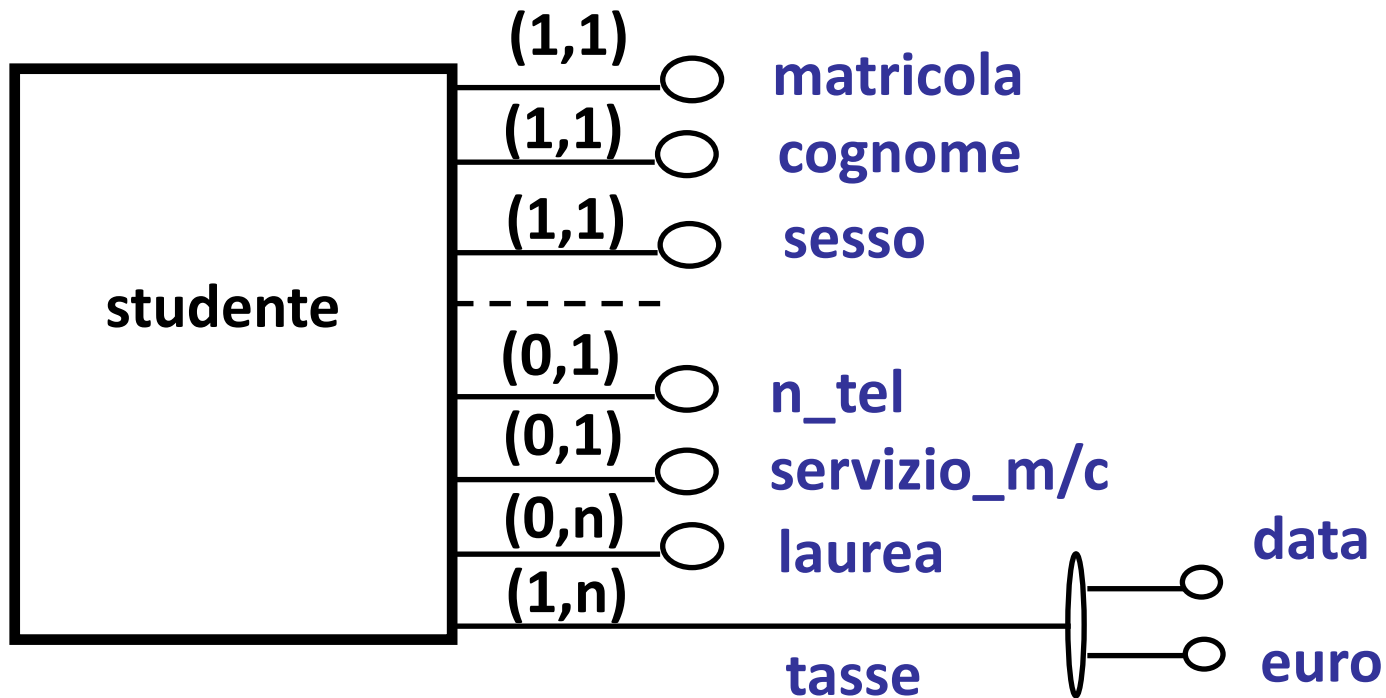 (1,1) matricola
(1,1) cognome
(1,1) sesso
studente
(0,1) n_tel
(0,1) servizio_m/c
(0,n) laurea
data
(1,n) tasse
euro